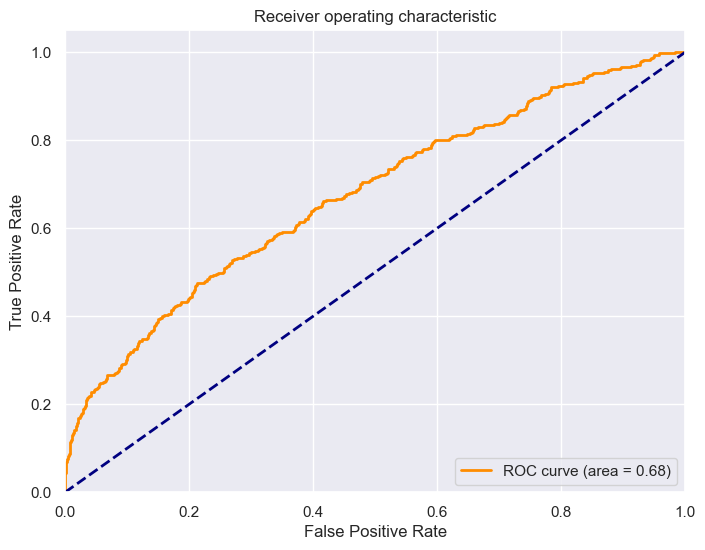 Receiver operating characteristic
True Positive Rate
1.0
0.8
0.6
0.4
0.2
0.0
ROC curve (area = 0.68)
0.0 0.2 0.4 0.6 0.8 1.0
False Positive Rate